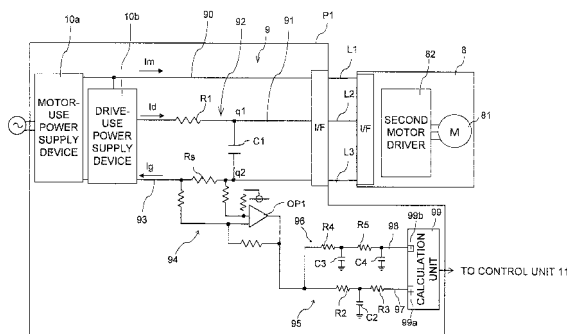 P1
10a
10b
Im
90
9
92
91
L1
8
82
MOTOR-
USE
POWER
SUPPLY
DEVICE
DRIVE-
USE
POWER
SUPPLY
DEVICE
Id
R1
q1
C1
I/F
L2
I/F
SECOND
MOTOR
DRIVER
M
81
Ig
Rs
q2
L3
93
OP1
94
96
R4
R5
98
99b
99
C3
C4
CALCULATION
UNIT
TO CONTROL UNIT 11
95
R2
C2
R3
97
99a